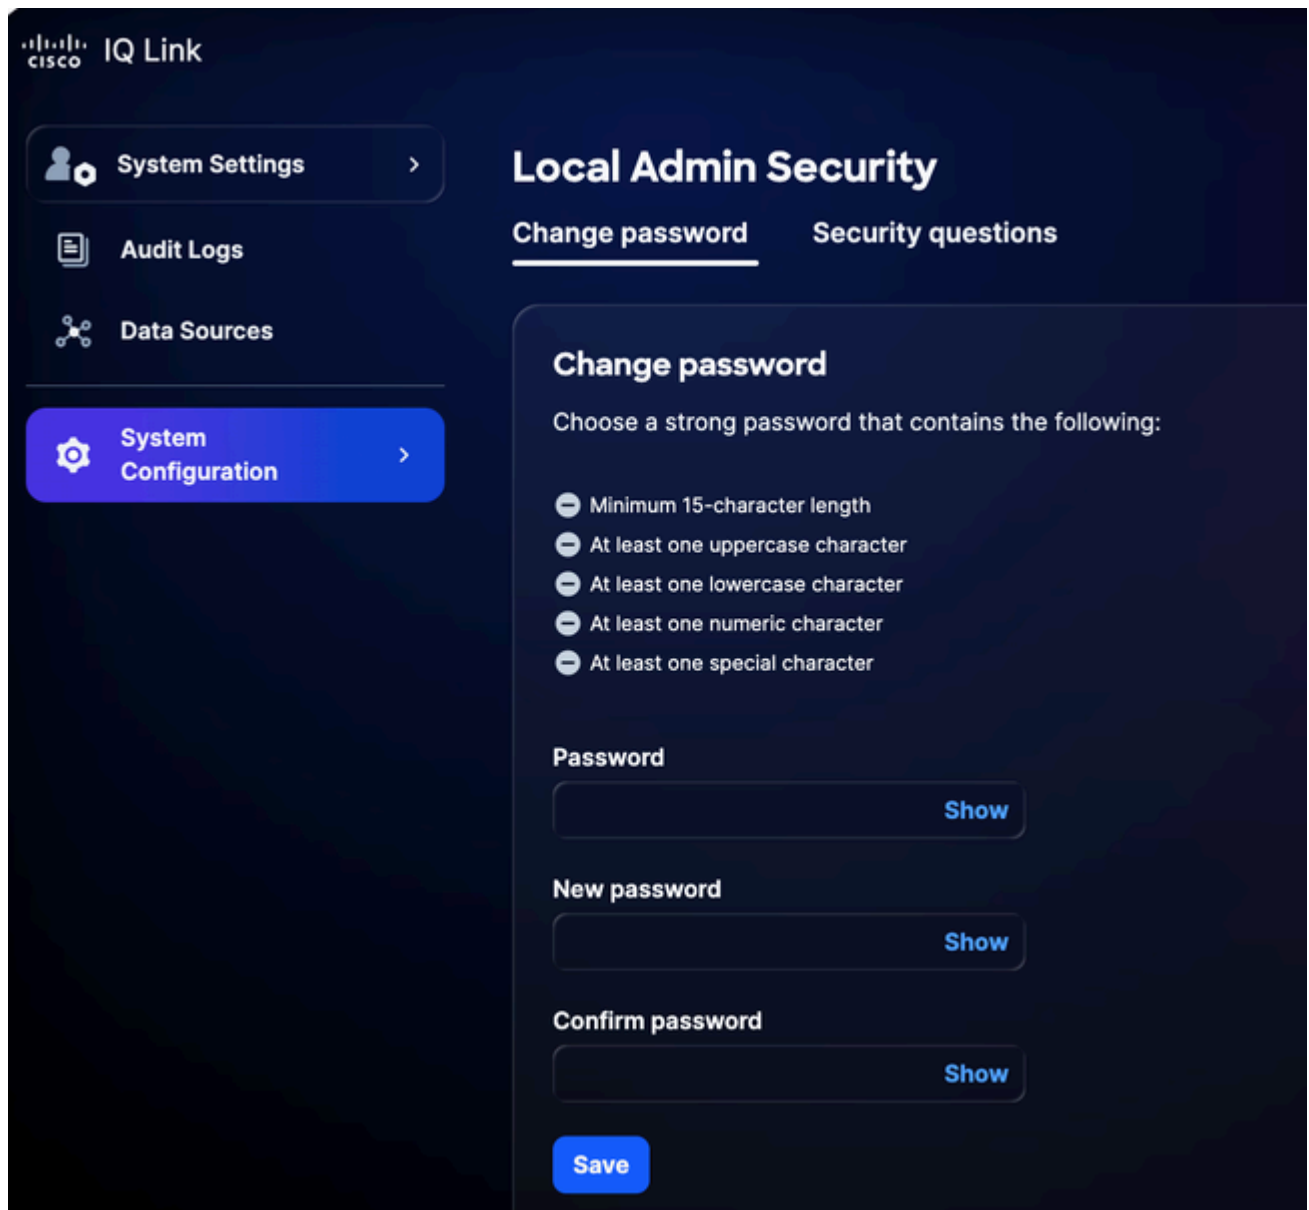 cisco IQ Link
System Settings
Audit Logs
Data Sources
System
Configuration
Local Admin Security
Change password Security questions
Change password
Choose a strong password that contains the following:
Minimum 15-character length
At least one uppercase character
At least one lowercase character
At least one numeric character
At least one special character
Password
Show
New password
Show
Confirm password
Show
Save